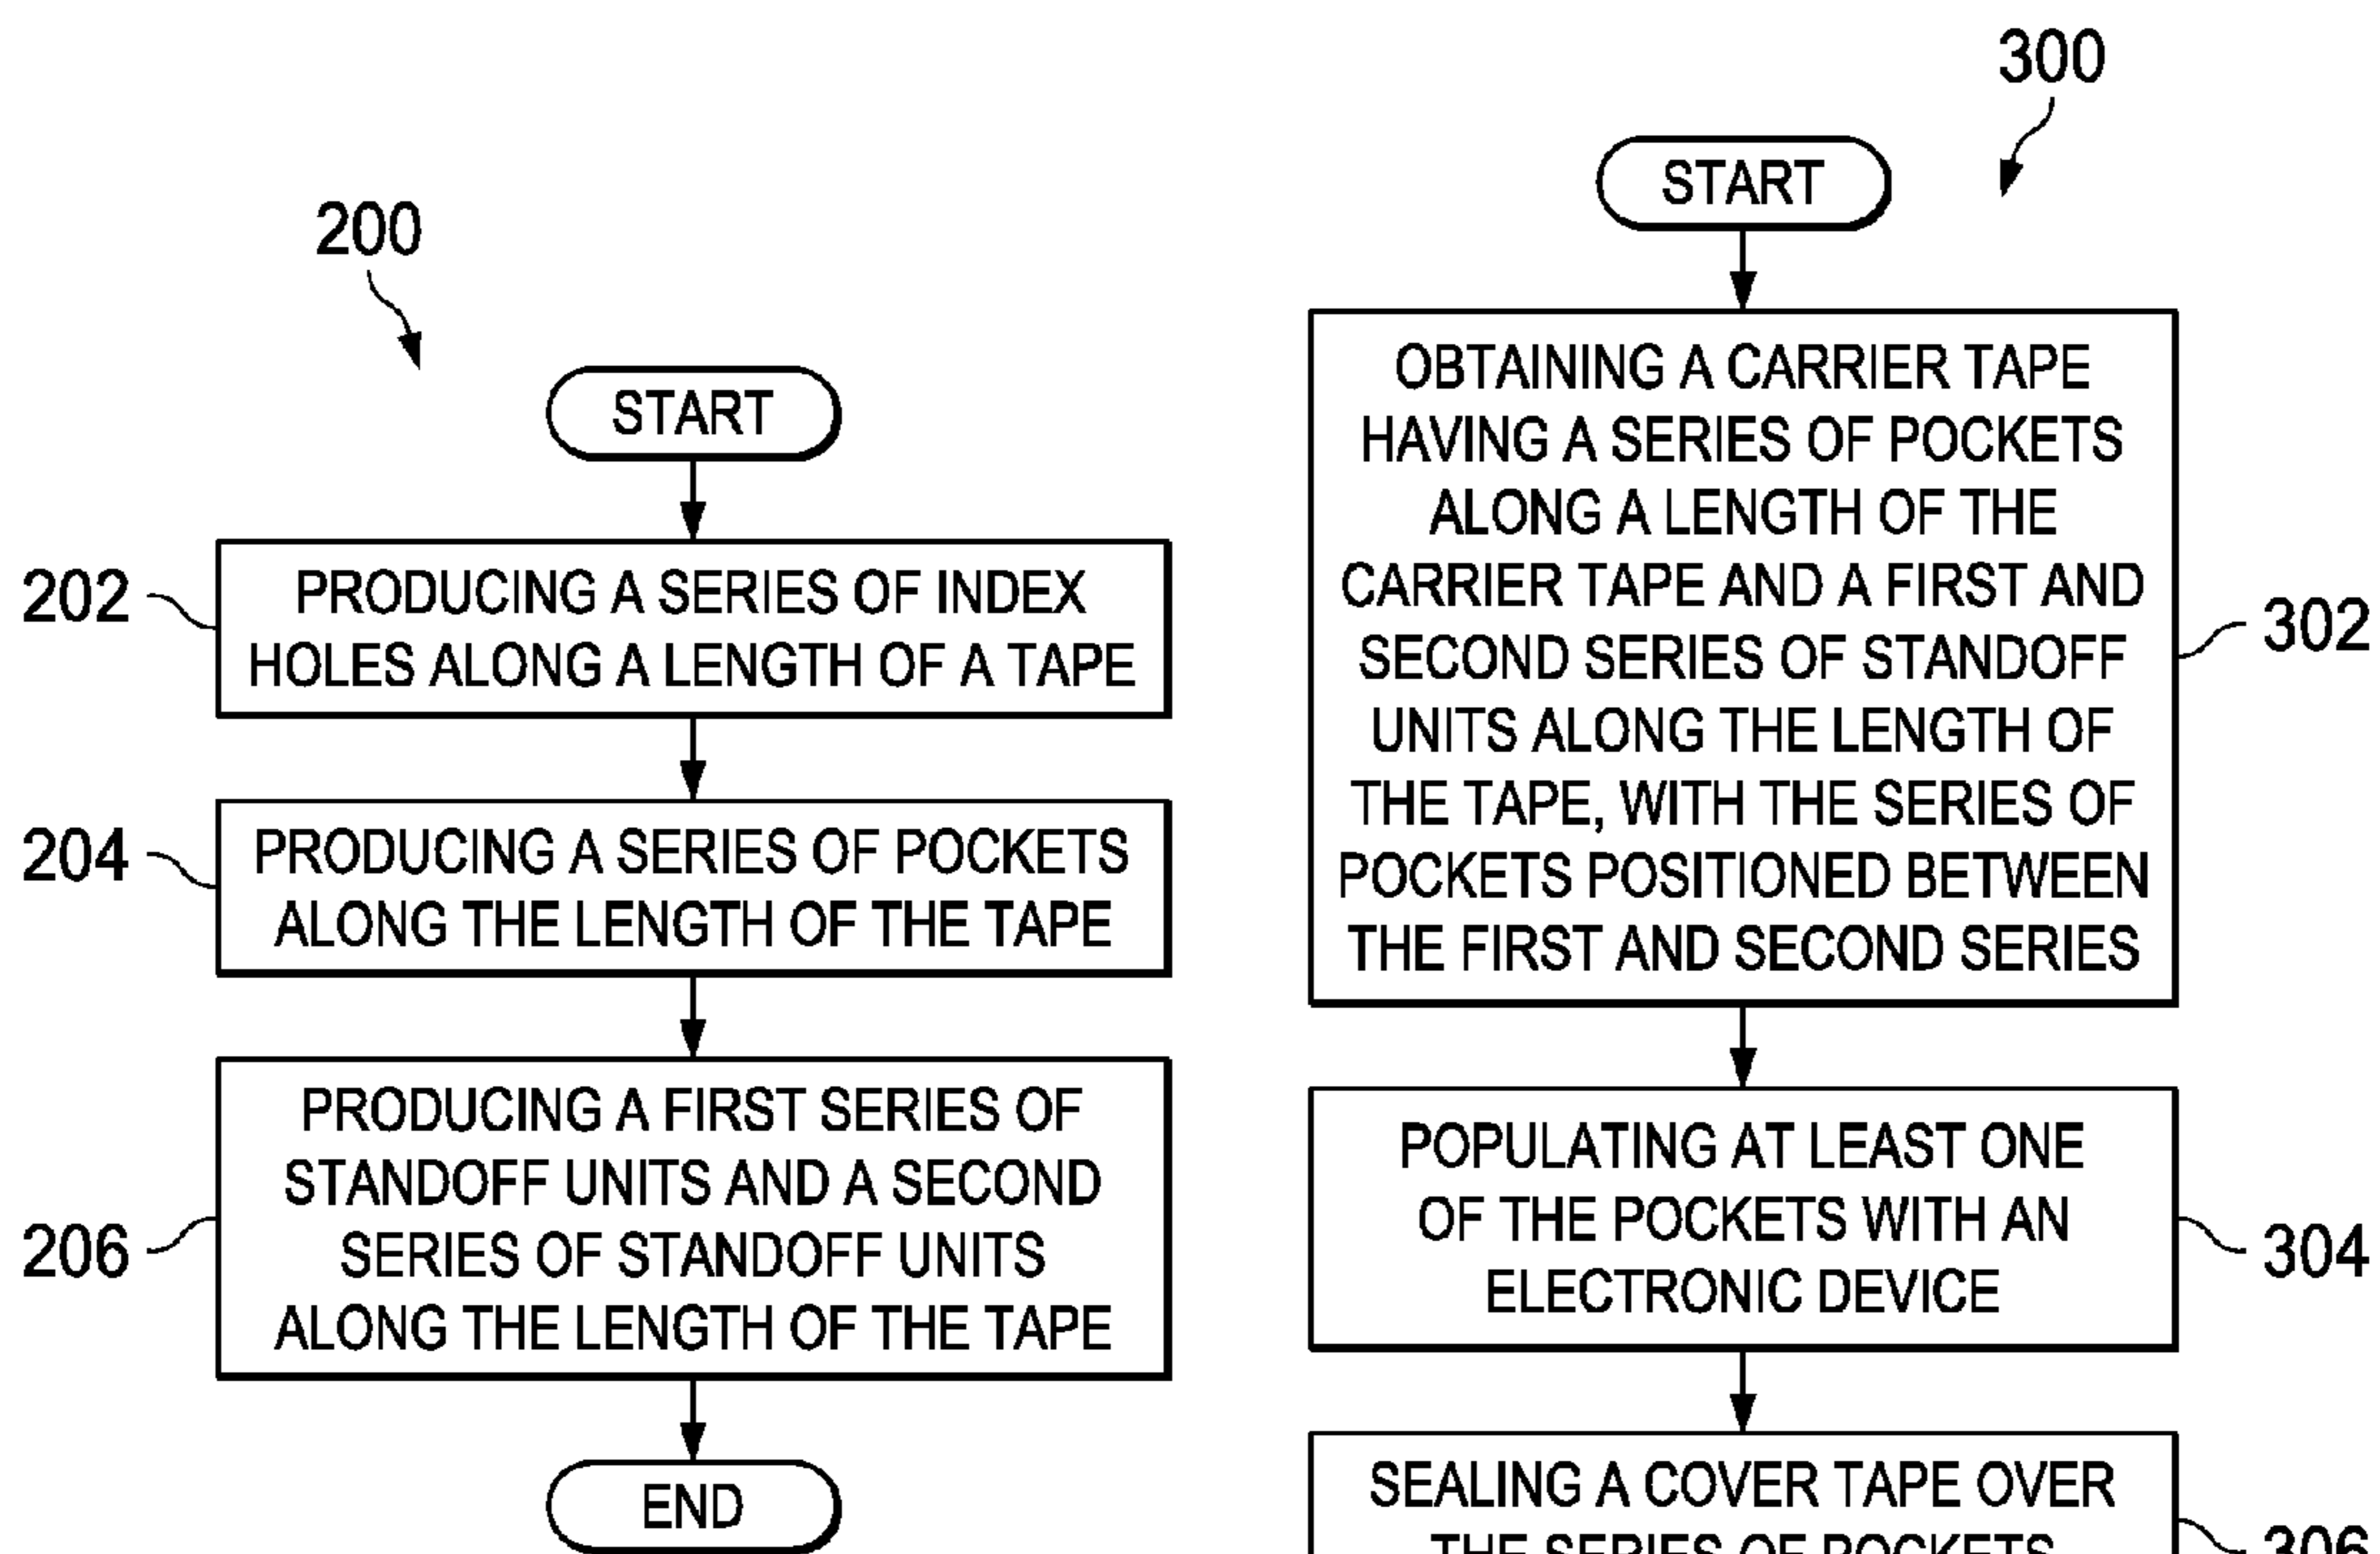 200
START
202
PRODUCING A SERIES OF INDEX
HOLES ALONG A LENGTH OF A TAPE
204
PRODUCING A SERIES OF POCKETS
ALONG THE LENGTH OF THE TAPE
206
PRODUCING A FIRST SERIES OF
STANDOFF UNITS AND A SECOND
SERIES OF STANDOFF UNITS
ALONG THE LENGTH OF THE TAPE
END
300
START
OBTAINING A CARRIER TAPE
HAVING A SERIES OF POCKETS
ALONG A LENGTH OF THE
CARRIER TAPE AND A FIRST AND
SECOND SERIES OF STANDOFF
UNITS ALONG THE LENGTH OF
THE TAPE, WITH THE SERIES OF
POCKETS POSITIONED BETWEEN
THE FIRST AND SECOND SERIES
302
POPULATING AT LEAST ONE
OF THE POCKETS WITH AN
ELECTRONIC DEVICE
304
SEALING A COVER TAPE OVER
THE SERIES OF POCKETS
306